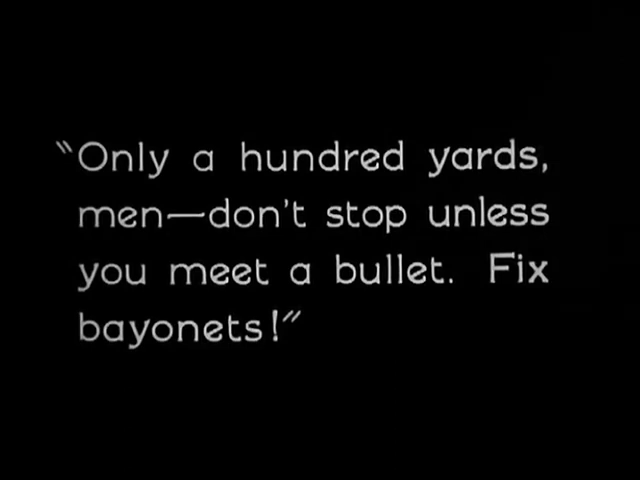 "Only a hundred yards,
men—don't stop unless
you meet a bullet. Fix
bayonets!"